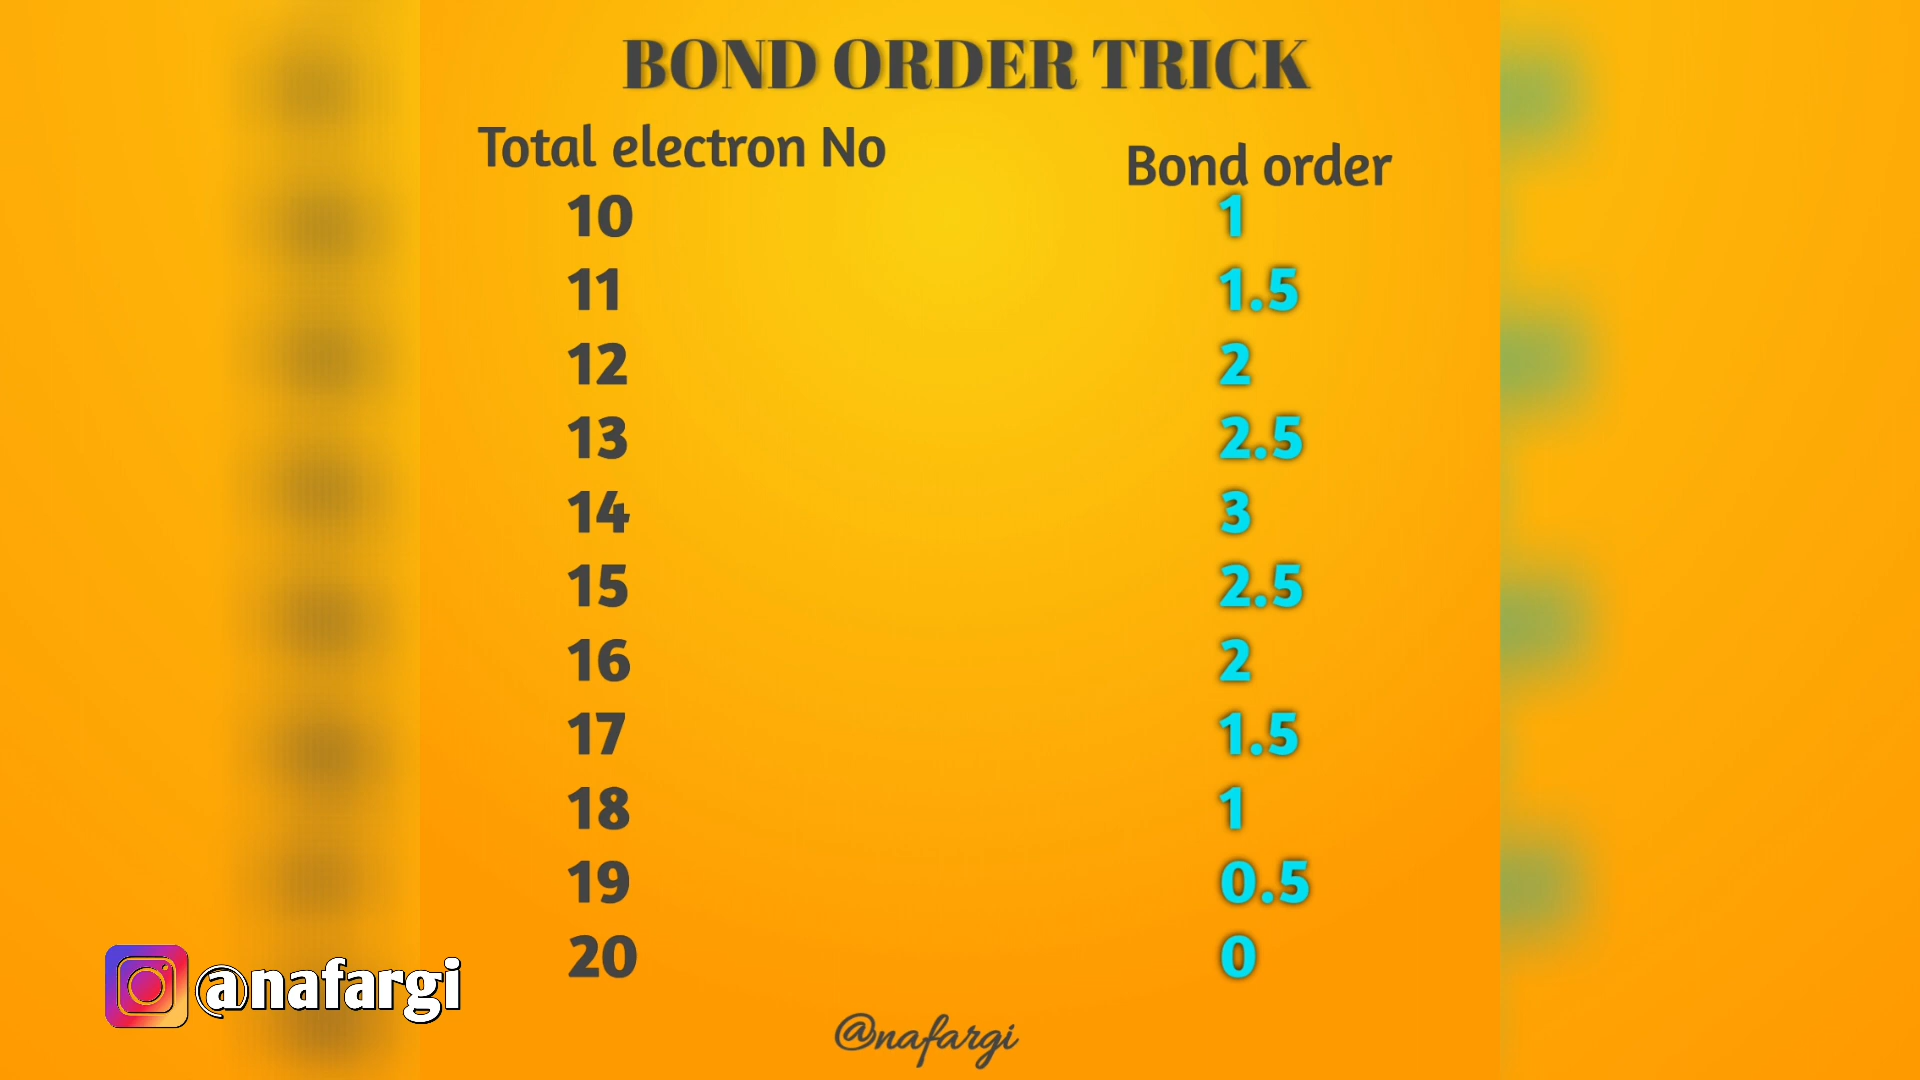 BOND ORDER TRICK
Total electron No Bond order
10 1
11 1.5
12 2
13 2.5
14 3
15 2.5
16 2
17 1.5
18 1
19 0.5
20 0
@nafargi
@nafargi